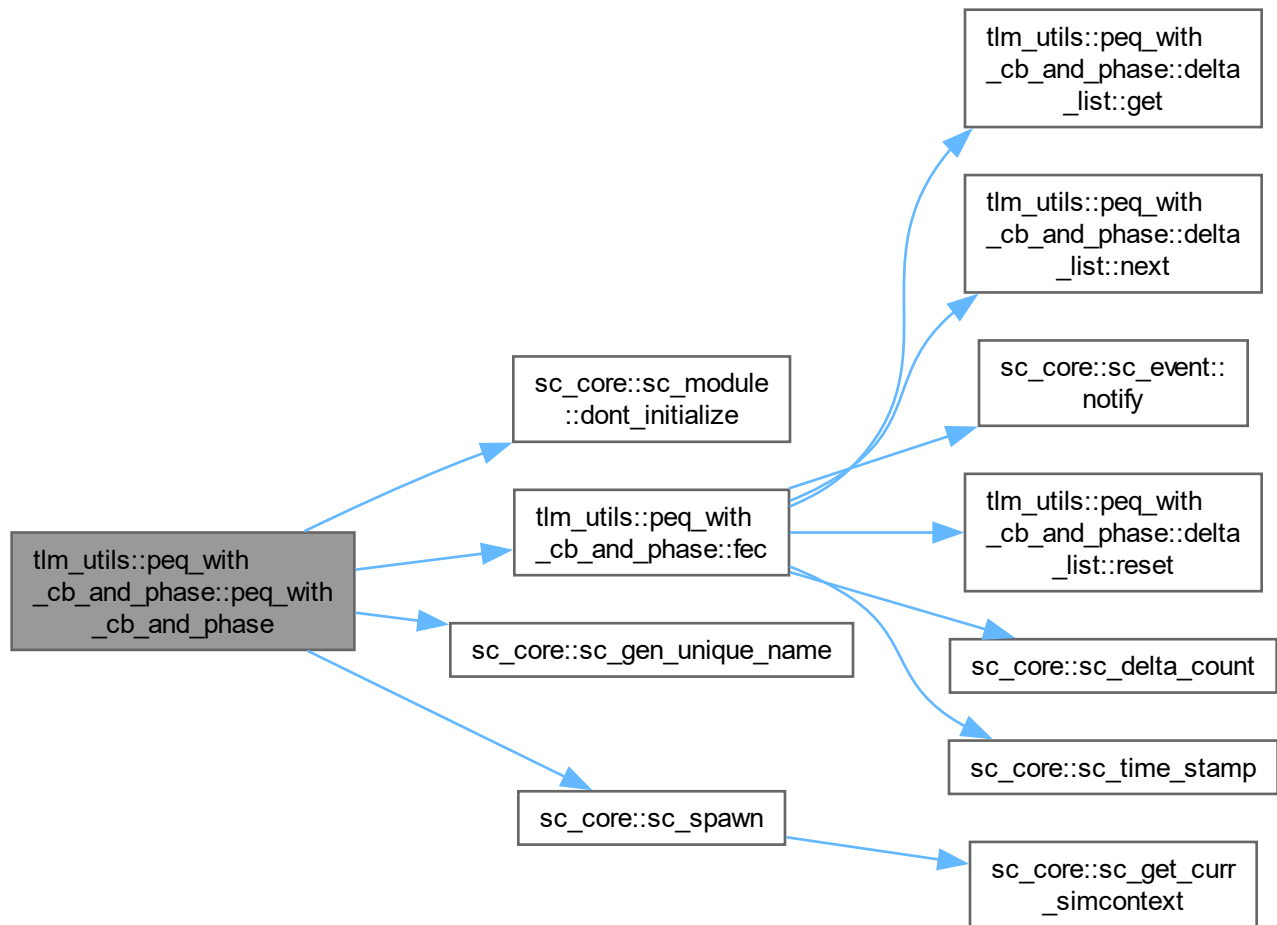 tlm_utils::peq_with
_cb_and_phase::delta
_list::get
tlm_utils::peq_with
_cb_and_phase::delta
_list::next
sc_core::sc_event::
notify
sc_core::sc_module
::dont_initialize
tlm_utils::peq_with
_cb_and_phase::fec
tlm_utils::peq_with
_cb_and_phase::delta
_list::reset
tlm_utils::peq_with
_cb_and_phase::peq_with
_cb_and_phase
sc_core::sc_gen_unique_name
sc_core::sc_delta_count
sc_core::sc_time_stamp
sc_core::sc_spawn
sc_core::sc_get_curr
_simcontext